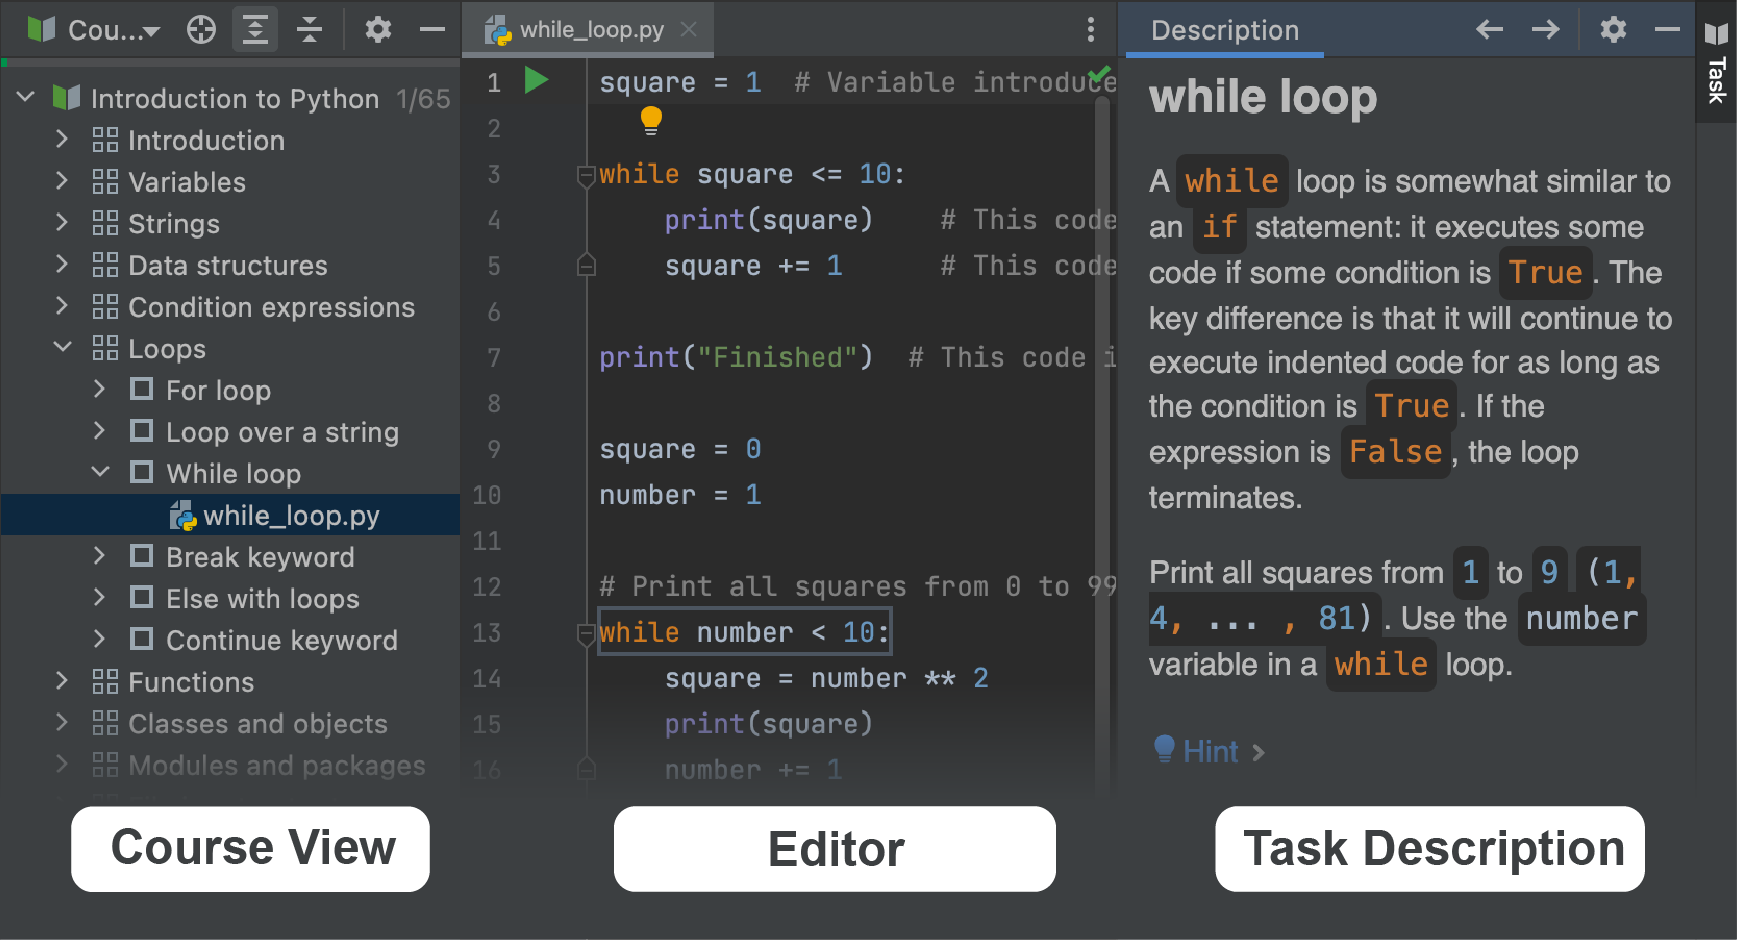 Cou...
Introduction to Python 1/65
Introduction
Variables
Strings
Data structures
Condition expressions
Loops
For loop
Loop over a string
While loop
while_loop.py
Break keyword
Else with loops
Continue keyword
Functions
Classes and objects
Modules and packages
Course View
while_loop.py
1 square = 1  # Variable introduce
2
3 while square <= 10:
4     print(square)    # This code
5     square += 1      # This code
6
7 print("Finished")  # This code i
8
9 square = 0
10 number = 1
11
12 # Print all squares from 0 to 99
13 while number < 10:
14     square = number ** 2
15     print(square)
16     number += 1
Editor
Description
while loop
A while loop is somewhat similar to
an if statement: it executes some
code if some condition is True. The
key difference is that it will continue to
execute indented code for as long as
the condition is True. If the
expression is False, the loop
terminates.
Print all squares from 1 to 9 (1,
4, ... , 81). Use the number
variable in a while loop.
Hint
Task Description
Task